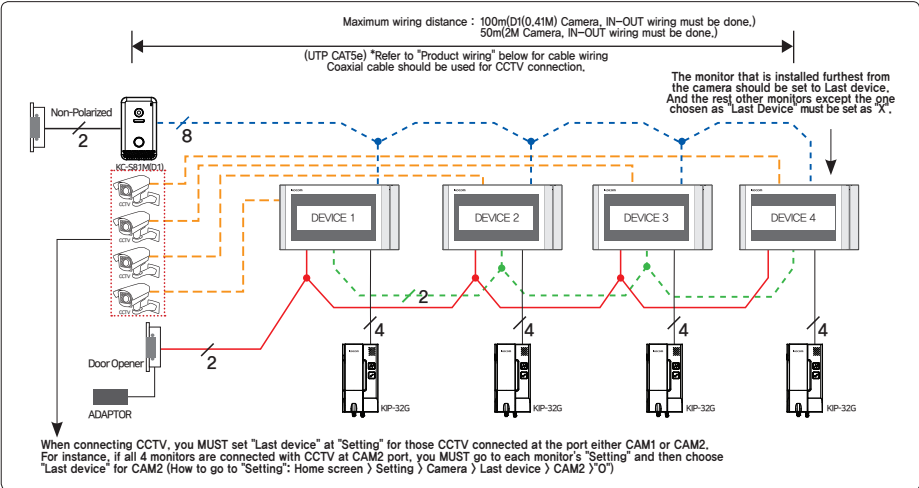 Maximum wiring distance : 100m(D1(0.41M) Camera, IN-OUT wiring must be done.)
50m(2M Camera, IN-OUT wiring must be done.)
(UTP CAT5e) *Refer to "Product wiring" below for cable wiring
Coaxial cable should be used for CCTV connection.
The monitor that is installed furthest from
the camera should be set to Last device.
And the rest other monitors except the one
chosen as "Last Device" must be set as "X".
Non-Polarized
2
8
KC-S81M(D1)
CCTV
CCTV
CCTV
CCTV
DEVICE 1
DEVICE 2
DEVICE 3
DEVICE 4
2
2
4
4
4
4
Door Opener
ADAPTOR
KIP-32G
KIP-32G
KIP-32G
KIP-32G
When connecting CCTV, you MUST set "Last device" at "Setting" for those CCTV connected at the port either CAM1 or CAM2.
For instance, if all 4 monitors are connected with CCTV at CAM2 port, you MUST go to each monitor's "Setting" and then choose
"Last device" for CAM2 (How to go to "Setting": Home screen > Setting > Camera > Last device > CAM2 >"O")